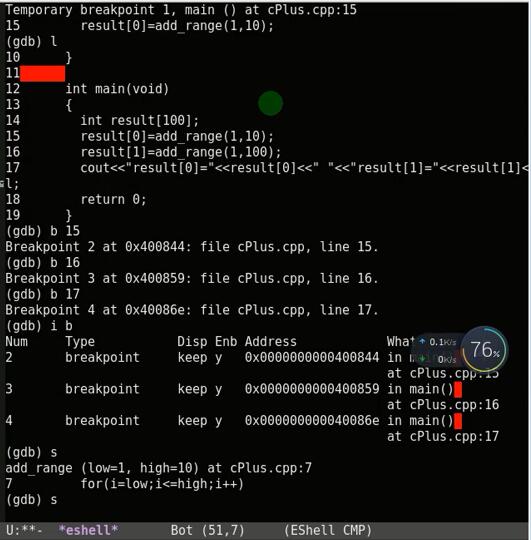 Temporary breakpoint 1, main () at cPlus.cpp:15
15        result[0]=add_range(1,10);
(gdb) l
10      }
11
12      int main(void)
13      {
14        int result[100];
15        result[0]=add_range(1,10);
16        result[1]=add_range(1,100);
17        cout<<"result[0]="<<result[0]<<" "<<"result[1]="<<result[1]<
l;
18        return 0;
19      }
(gdb) b 15
Breakpoint 2 at 0x400844: file cPlus.cpp, line 15.
(gdb) b 16
Breakpoint 3 at 0x400859: file cPlus.cpp, line 16.
(gdb) b 17
Breakpoint 4 at 0x40086e: file cPlus.cpp, line 17.
(gdb) i b
Num     Type           Disp Enb Address            What
2       breakpoint     keep y   0x0000000000400844 in
at cPlus.cpp:15
3       breakpoint     keep y   0x0000000000400859 in main()
at cPlus.cpp:16
4       breakpoint     keep y   0x000000000040086e in main()
at cPlus.cpp:17
0.1K/s
0K/s
76%
(gdb) s
add_range (low=1, high=10) at cPlus.cpp:7
7         for(i=low;i<=high;i++)
(gdb) s
U:**-  *eshell*      Bot (51,7)     (EShell CMP)